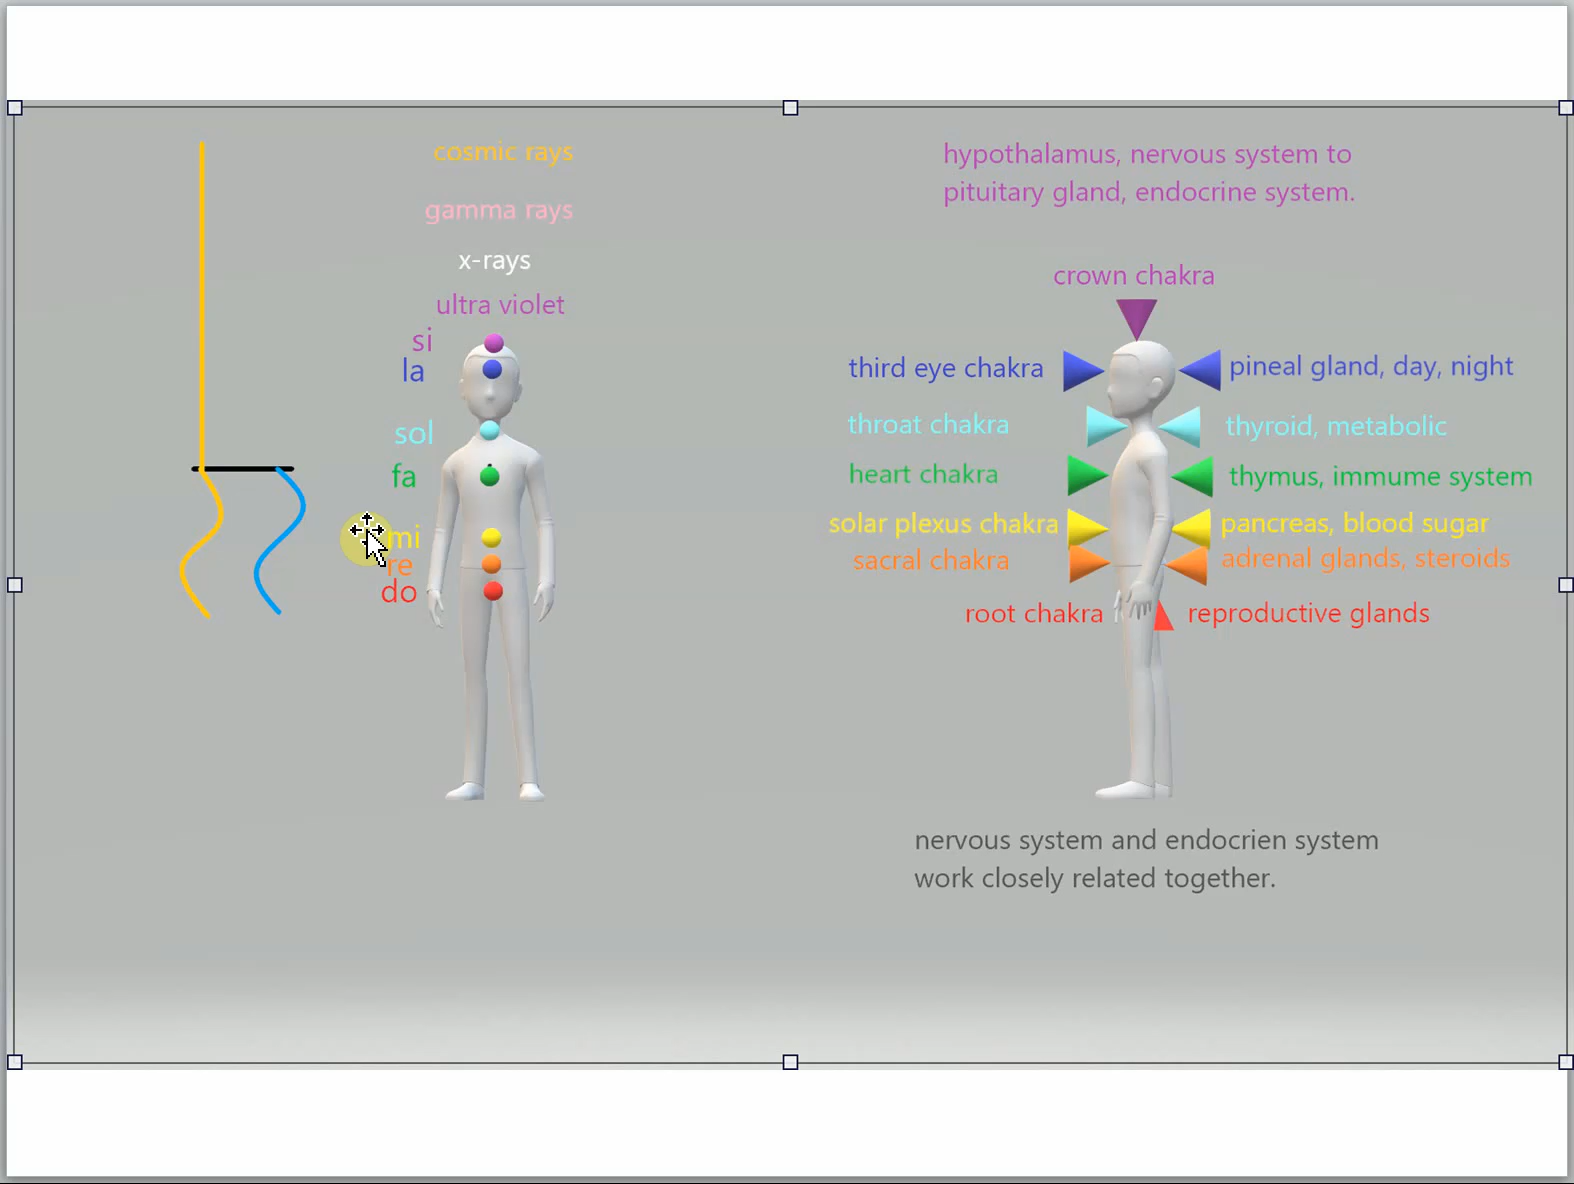 cosmic rays
gamma rays
x-rays
ultra violet
si
la
sol
fa
mi
re
do
hypothalamus, nervous system to
pituitary gland, endocrine system.
crown chakra
third eye chakra
pineal gland, day, night
throat chakra
thyroid, metabolic
heart chakra
thymus, immume system
solar plexus chakra
pancreas, blood sugar
sacral chakra
adrenal glands, steroids
root chakra
reproductive glands
nervous system and endocrien system
work closely related together.